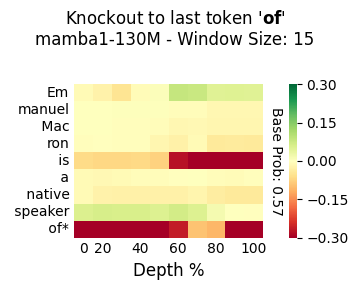 Knockout to last token 'of'
mamba1-130M - Window Size: 15
Em
manuel
Mac
ron
is
a
native
speaker
of*
0 20 40 60 80 100
Depth %
0.30
0.15
0.00
−0.15
−0.30
Base Prob: 0.57